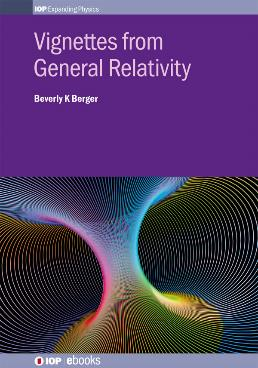 IOP Expanding Physics
Vignettes from
General Relativity
Beverly K Berger
IOP ebooks